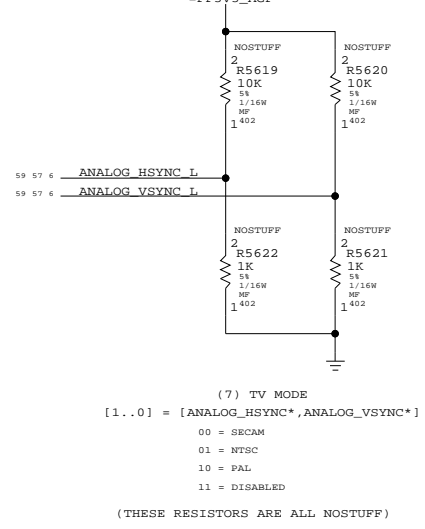 NOSTUFF
2
R5619
10K
5%
1/16W
MF
402
1
NOSTUFF
2
R5620
10K
5%
1/16W
MF
402
1
59 57 6 ANALOG_HSYNC_L
59 57 6 ANALOG_VSYNC_L
NOSTUFF
2
R5622
1K
5%
1/16W
MF
402
1
NOSTUFF
2
R5621
1K
5%
1/16W
MF
402
1
(7) TV MODE
[1..0] = [ANALOG_HSYNC*,ANALOG_VSYNC*]
00 = SECAM
01 = NTSC
10 = PAL
11 = DISABLED
(THESE RESISTORS ARE ALL NOSTUFF)